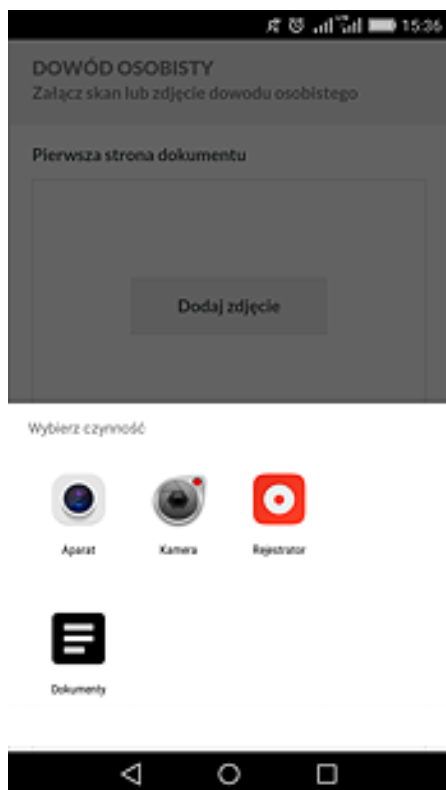 15:36
DOWÓD OSOBISTY
Załącz skan lub zdjęcie dowodu osobistego
Pierwsza strona dokumentu
Dodaj zdjęcie
Wybierz czynność
Aparat
Kamera
Rejestrator
Dokumenty